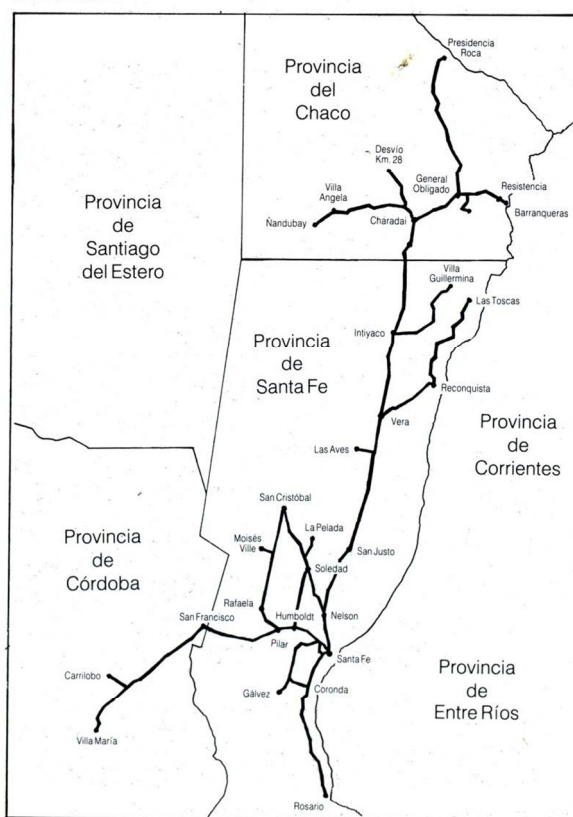 Presidencia
Roca
Provincia
del
Chaco
Desvío
Km. 28
General
Obligado
Resistencia
Villa
Angela
Barranqueras
Ñandubay
Charadai
Provincia
de
Santiago
del Estero
Villa
Guillermina
Las Toscas
Intiyaco
Provincia
de
Santa Fe
Reconquista
Vera
Provincia
de
Corrientes
Las Aves
San Cristóbal
La Pelada
Moisés
Ville
San Justo
Provincia
de
Córdoba
Soledad
Rafaela
San Francisco
Humboldt
Nelson
Pilar
Santa Fe
Carrilobo
Gálvez
Coronda
Provincia
de
Entre Ríos
Villa María
Rosario